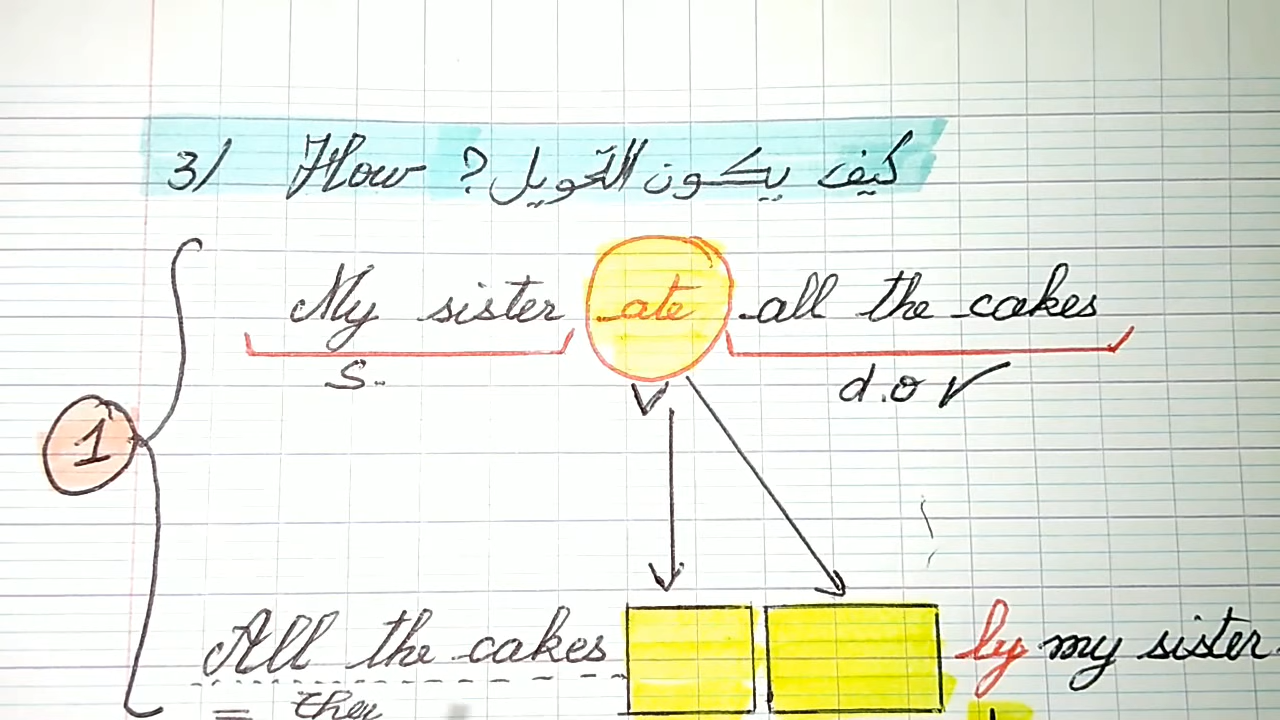 3/ How ? كيف يكون التحويل
My sister ate all the cakes
S. V d.o
1
All the cakes by my sister.
= they